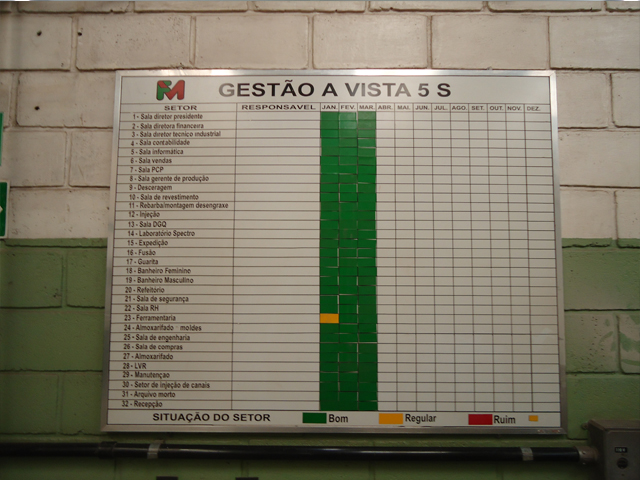 FM
GESTÃO A VISTA 5 S
SETOR RESPONSAVEL JAN. FEV. MAR. ABR. MAI. JUN. JUL. AGO. SET. OUT. NOV. DEZ.
1 - Sala diretor presidente
2 - Sala diretora financeira
3 - Sala diretor tecnico industrial
4 - Sala contabilidade
5 - Sala informática
6 - Sala vendas
7 - Sala PCP
8 - Sala gerente de produção
9 - Desceragem
10 - Sala de revestimento
11 - Rebarba/montagem desengraxe
12 - Injeção
13 - Sala DGQ
14 - Laboratório Spectro
15 - Expedição
16 - Fusão
17 - Guarita
18 - Banheiro Feminino
19 - Banheiro Masculino
20 - Refeitório
21 - Sala de segurança
22 - Sala RH
23 - Ferramentaria
24 - Almoxarifado moldes
25 - Sala de engenharia
26 - Sala de compras
27 - Almoxarifado
28 - LVR
29 - Manutençao
30 - Setor de injeção de canais
31 - Arquivo morto
32 - Recepção
SITUAÇÃO DO SETOR Bom Regular Ruim